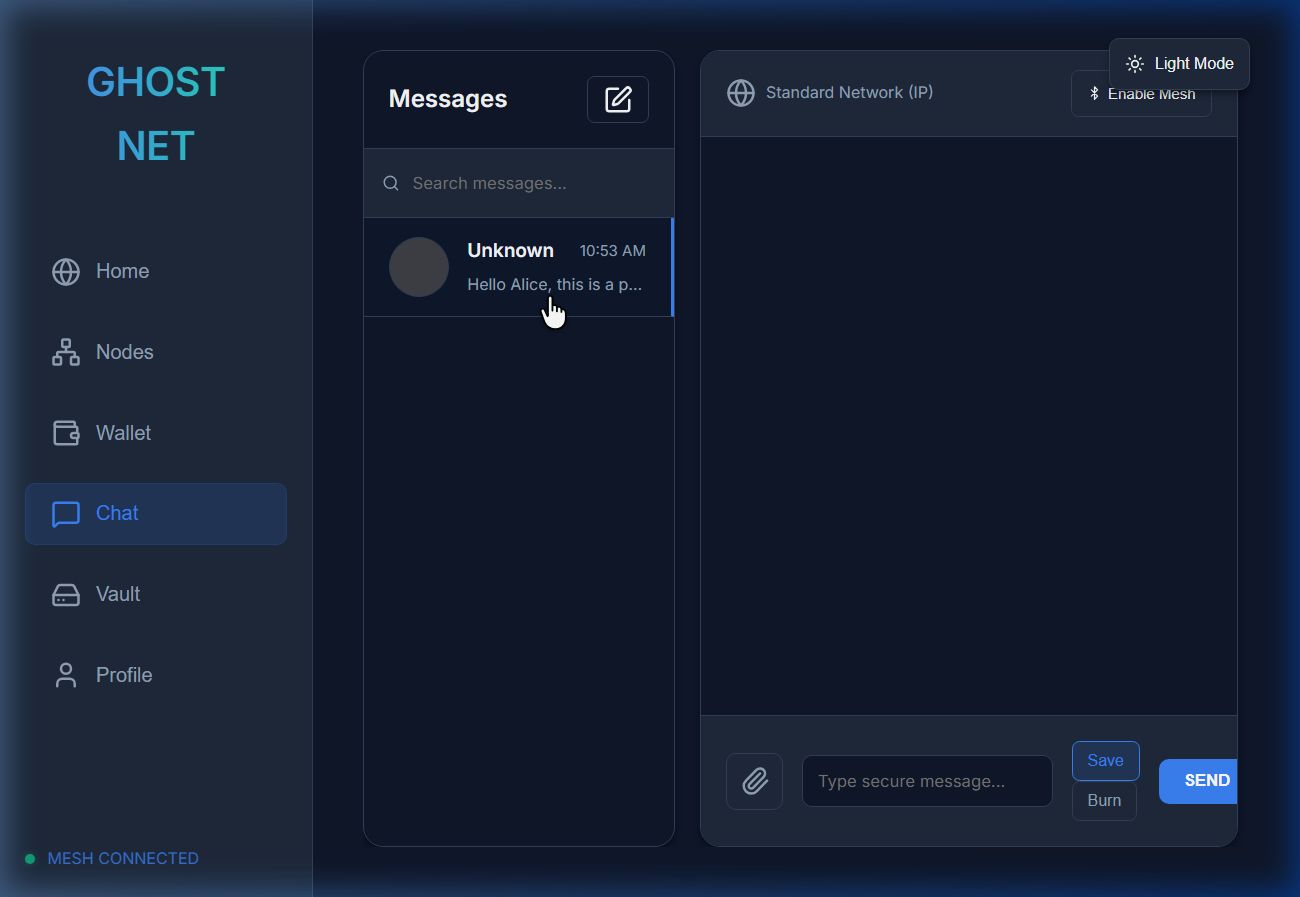 GHOST
NET
Home
Nodes
Wallet
Chat
Vault
Profile
MESH CONNECTED
Messages
Search messages...
Unknown
10:53 AM
Hello Alice, this is a p...
Standard Network (IP)
Light Mode
Enable Mesh
Type secure message...
Save
Burn
SEND